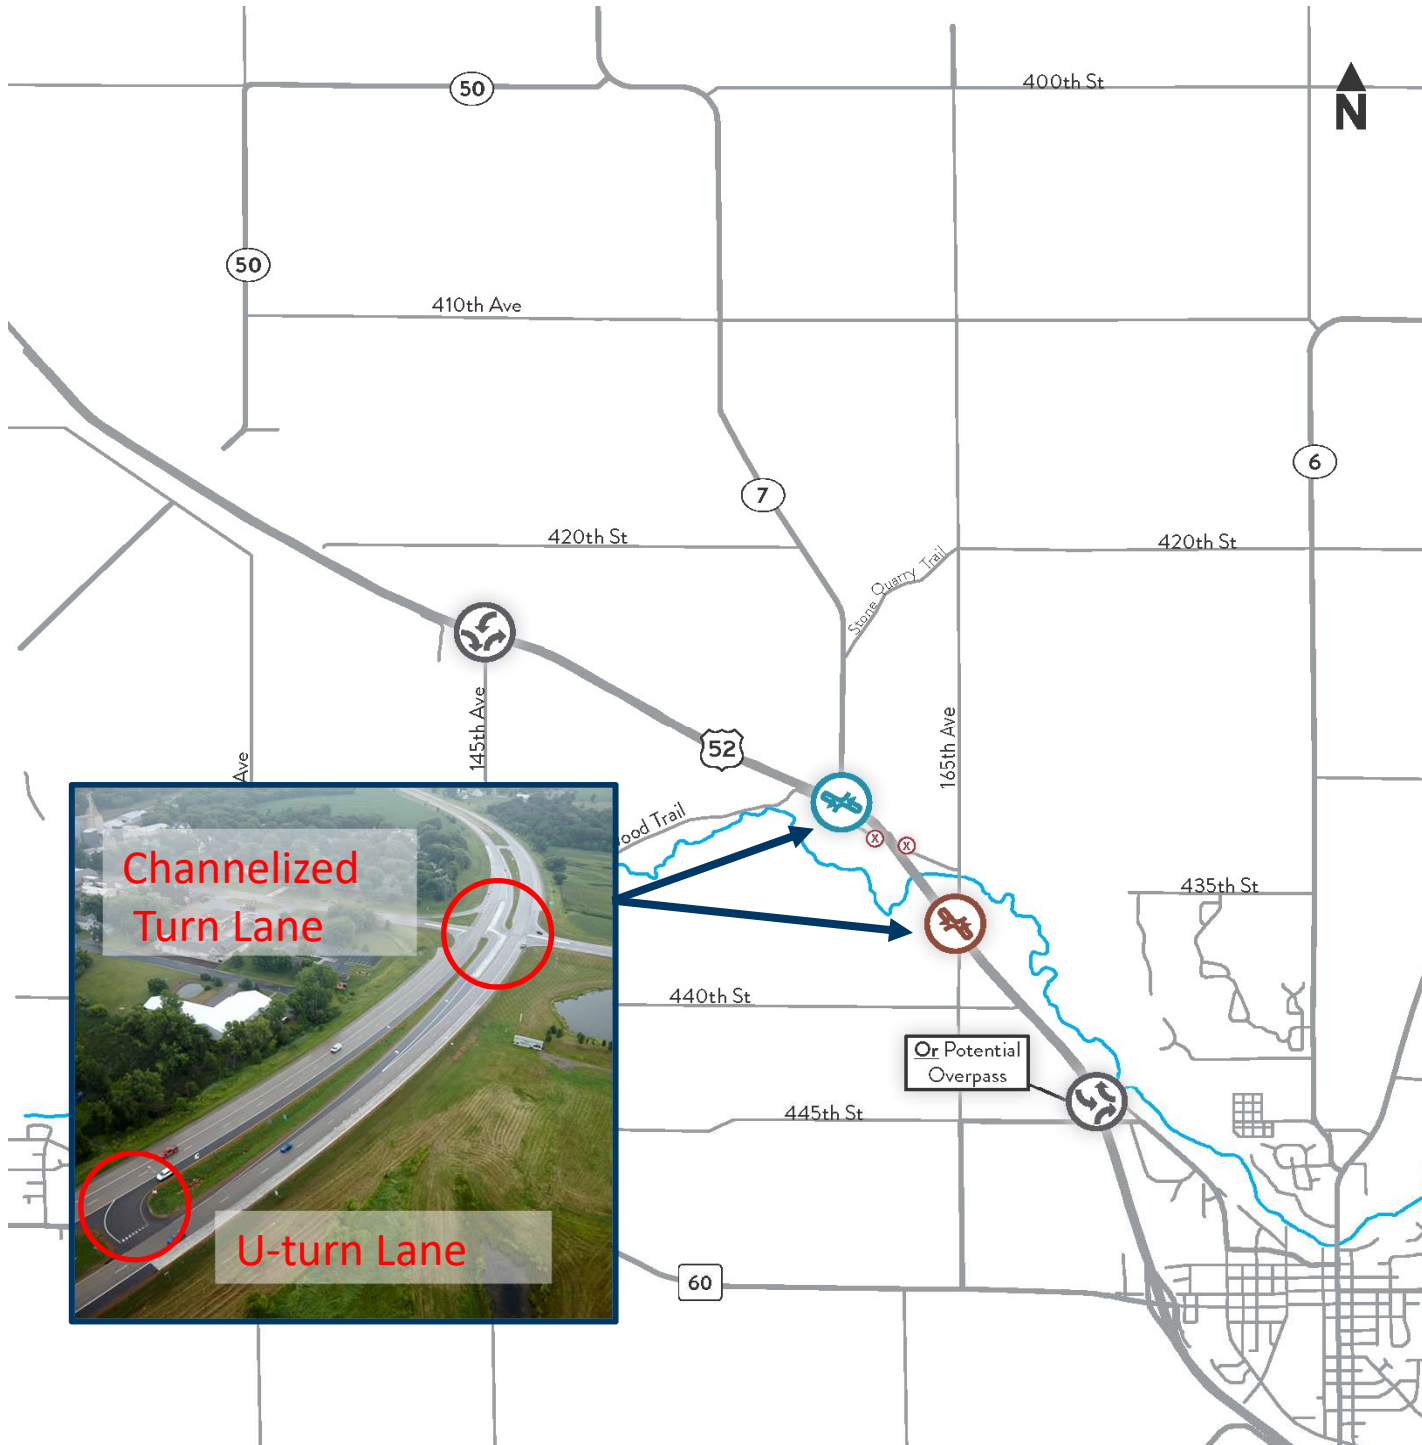 50
400th St
N
50
410th Ave
6
7
420th St
420th St
Stone Quarry Trail
145th Ave
165th Ave
52
Ave
ood Trail
X
X
Channelized
Turn Lane
435th St
440th St
Or Potential
Overpass
445th St
U-turn Lane
60